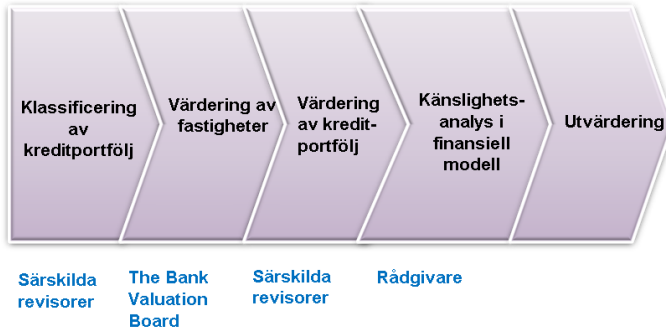 Klassificering
av
kreditportfölj
Värdering av
fastigheter
Värdering
av kredit-
portfölj
Känslighets-
analys i
finansiell
modell
Utvärdering
Särskilda
revisorer
The Bank
Valuation
Board
Särskilda
revisorer
Rådgivare